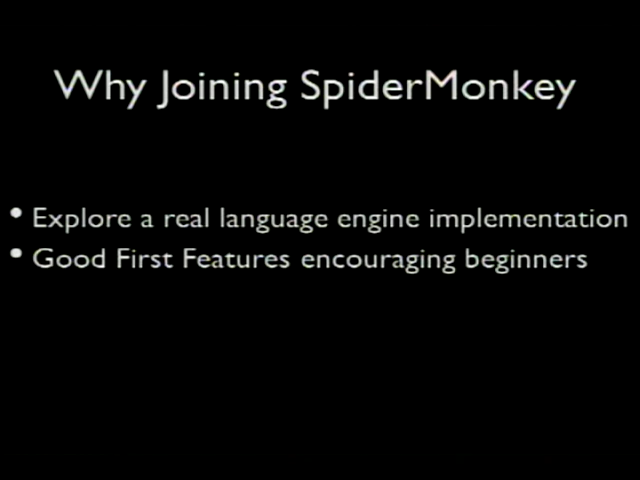 Why Joining SpiderMonkey
• Explore a real language engine implementation
• Good First Features encouraging beginners